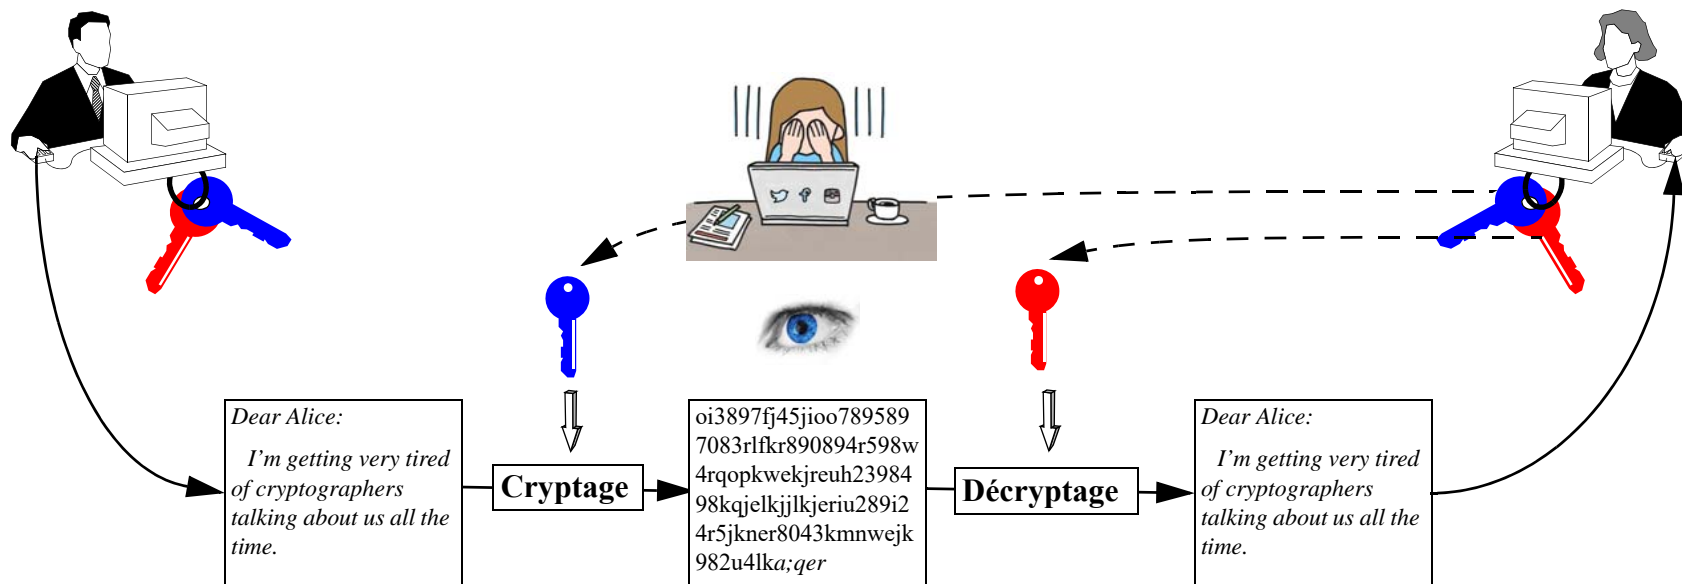 Dear Alice:
I'm getting very tired
of cryptographers
talking about us all the
time.
Cryptage
oi3897fj45jioo789589
7083rlfkr890894r598w
4rqopkwekjreuh23984
98kqjelkjjlkjeriu289i2
4r5jkner8043kmnwejk
982u4lka;qer
Décryptage
Dear Alice:
I'm getting very tired
of cryptographers
talking about us all the
time.